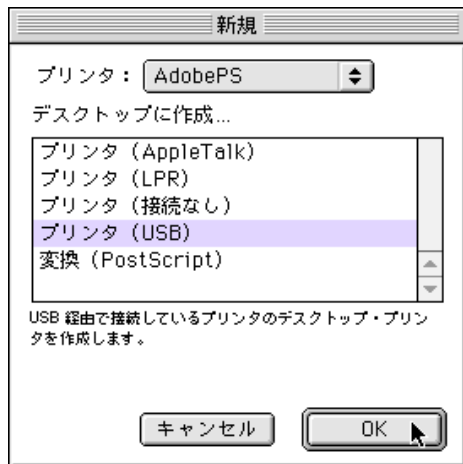 新規
プリンタ： AdobePS
デスクトップに作成...
プリンタ（AppleTalk）
プリンタ（LPR）
プリンタ（接続なし）
プリンタ（USB）
変換（PostScript）
USB 経由で接続しているプリンタのデスクトップ・プリン
タを作成します。
キャンセル OK